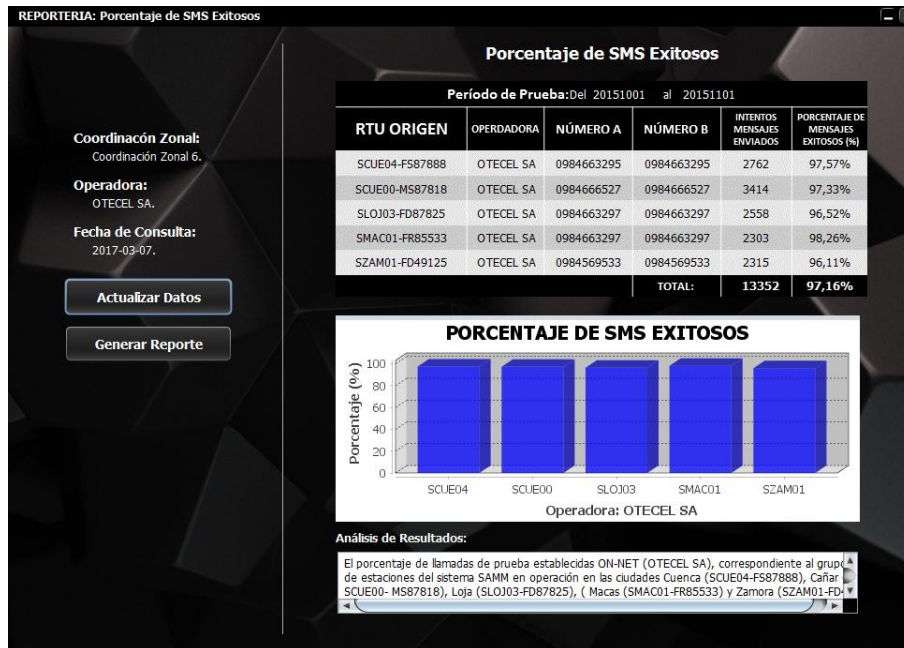 REPORTERIA: Porcentaje de SMS Exitosos
Coordinacón Zonal:
Coordinación Zonal 6.
Operadora:
OTECEL SA.
Fecha de Consulta:
2017-03-07.
Actualizar Datos
Generar Reporte
Porcentaje de SMS Exitosos
Período de Prueba:Del 20151001 al 20151101
RTU ORIGEN OPERDADORA NÚMERO A NÚMERO B INTENTOS MENSAJES ENVIADOS PORCENTAJE DE MENSAJES EXITOSOS (%)
SCUE04-FS87888 OTECEL SA 0984663295 0984663295 2762 97,57%
SCUE00-MS87818 OTECEL SA 0984666527 0984666527 3414 97,33%
SLOJ03-FD87825 OTECEL SA 0984663297 0984663297 2558 96,52%
SMAC01-FR85533 OTECEL SA 0984663297 0984663297 2303 98,26%
SZAM01-FD49125 OTECEL SA 0984569533 0984569533 2315 96,11%
TOTAL: 13352 97,16%
PORCENTAJE DE SMS EXITOSOS
Porcentaje (%)
100
80
60
40
20
0
SCUE04 SCUE00 SLOJ03 SMAC01 SZAM01
Operadora: OTECEL SA
Análisis de Resultados:
El porcentaje de llamadas de prueba establecidas ON-NET (OTECEL SA), correspondiente al grupo
de estaciones del sistema SAMM en operación en las ciudades Cuenca (SCUE04-FS87888), Cañar
SCUE00- MS87818), Loja (SLOJ03-FD87825), ( Macas (SMAC01-FR85533) y Zamora (SZAM01-FD4